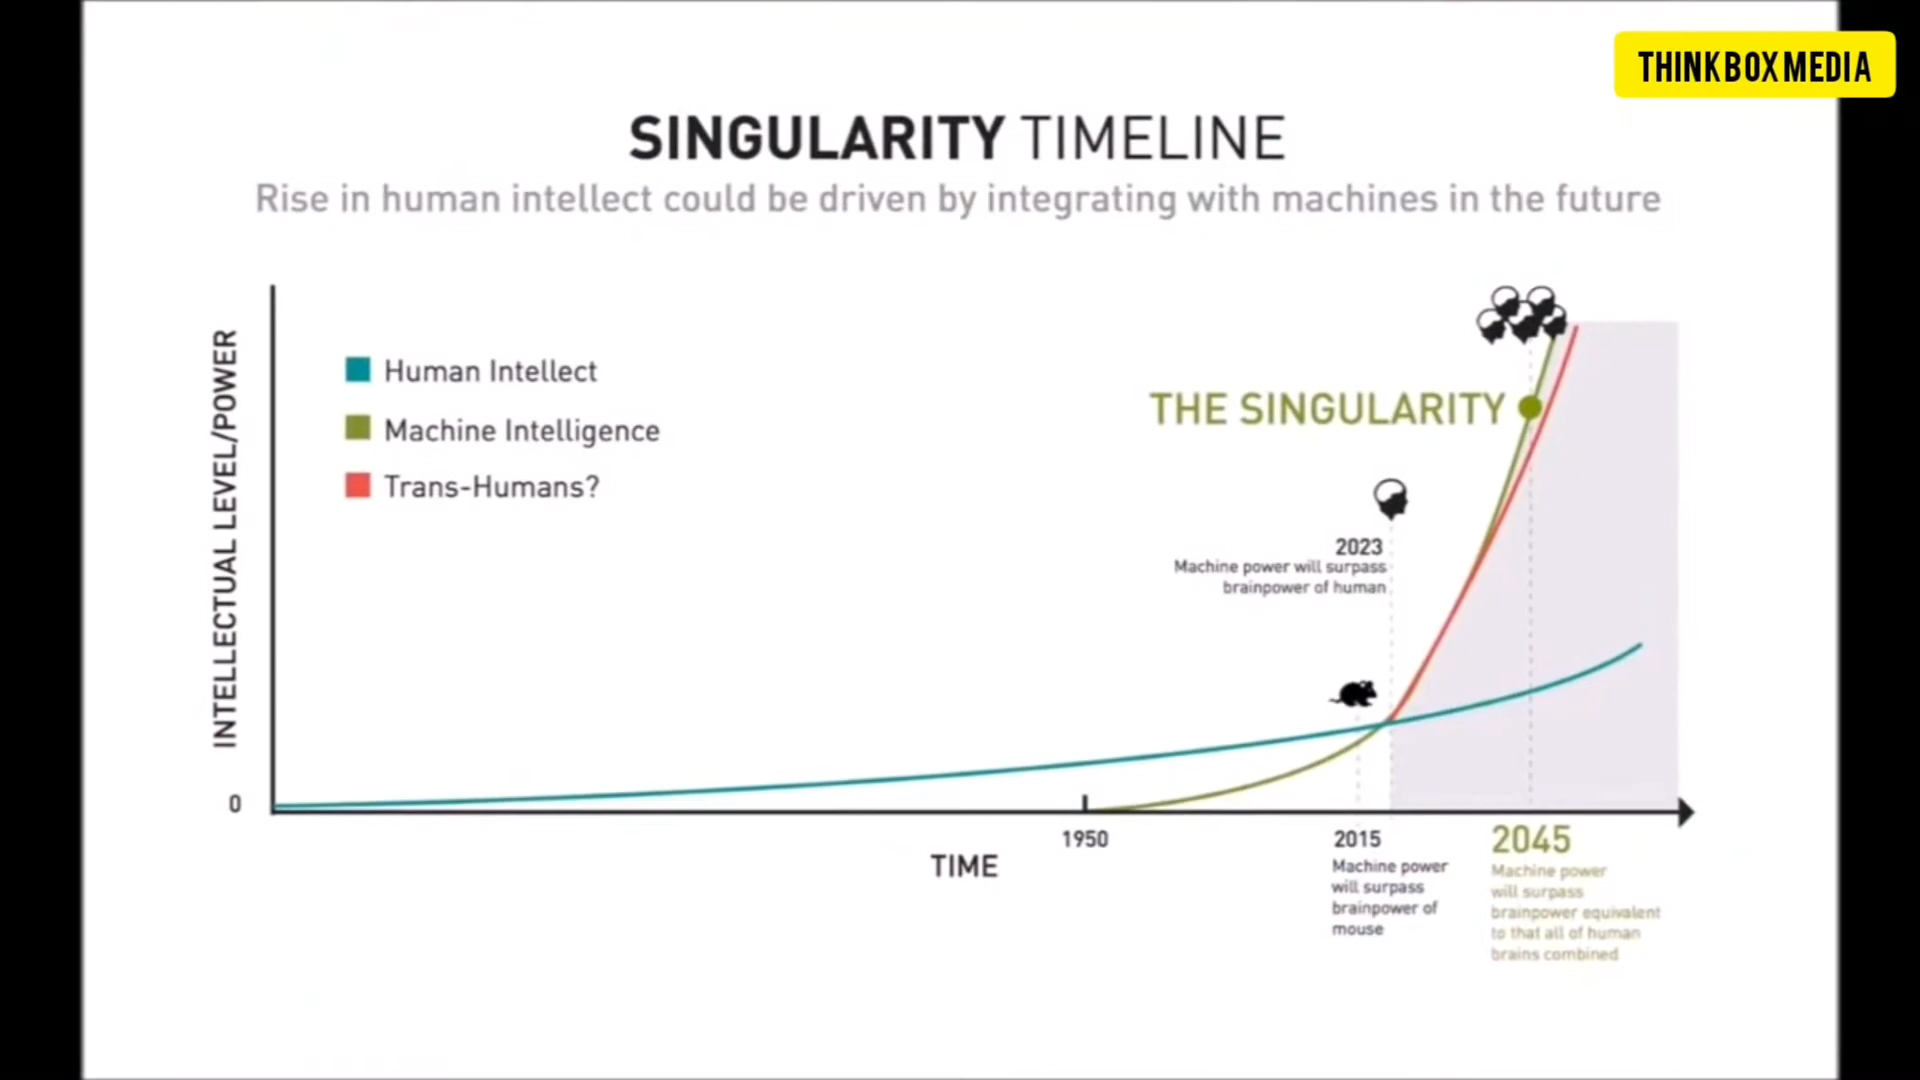 THINKBOXMEDIA
SINGULARITY TIMELINE
Rise in human intellect could be driven by integrating with machines in the future
INTELLECTUAL LEVEL/POWER
Human Intellect
Machine Intelligence
Trans-Humans?
THE SINGULARITY
2023
Machine power will surpass
brainpower of human
0
1950
TIME
2015
Machine power
will surpass
brainpower of
mouse
2045
Machine power
will surpass
brainpower equivalent
to that all of human
brains combined